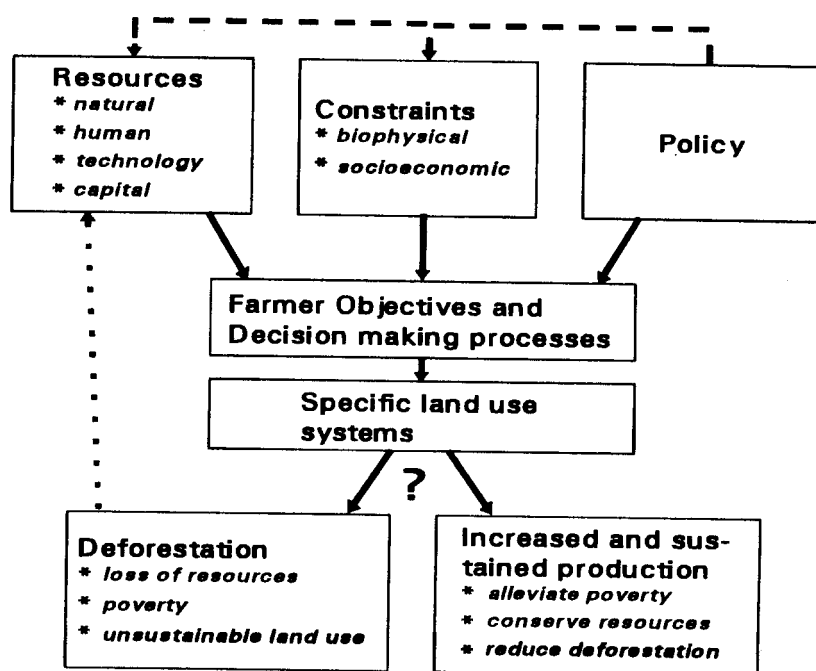 Resources
* natural
* human
* technology
* capital
Constraints
* biophysical
* socioeconomic
Policy
Farmer Objectives and
Decision making processes
Specific land use
systems
?
Deforestation
* loss of resources
* poverty
* unsustainable land use
Increased and sus-
tained production
* alleviate poverty
* conserve resources
* reduce deforestation